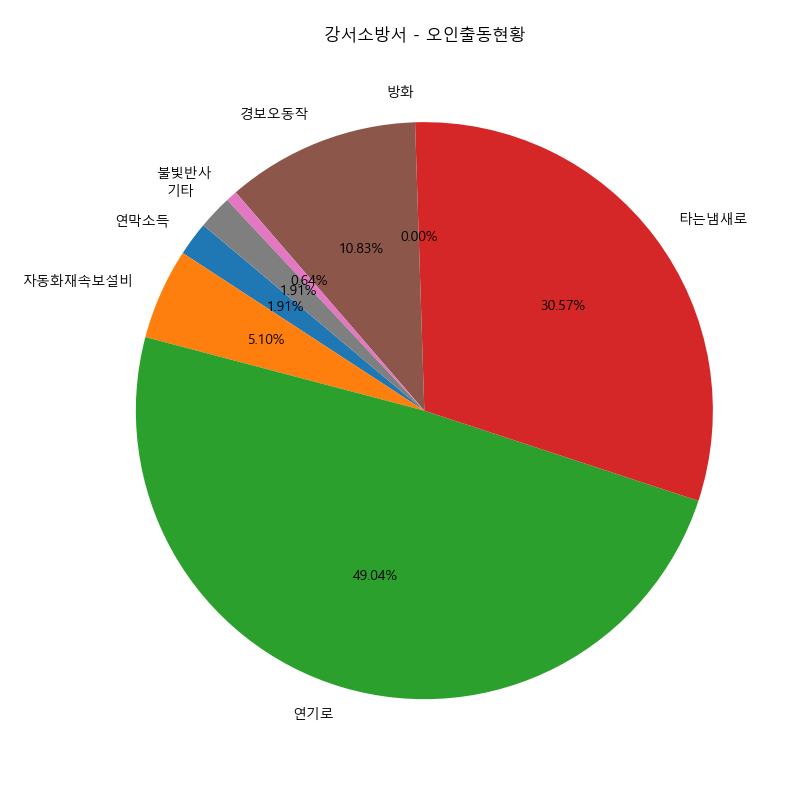 강서소방서 - 오인출동현황
방화
경보오동작
불빛반사
기타
연막소독
자동화재속보설비
타는냄새로
연기로
0.00%
10.83%
0.64%
1.91%
1.91%
5.10%
30.57%
49.04%